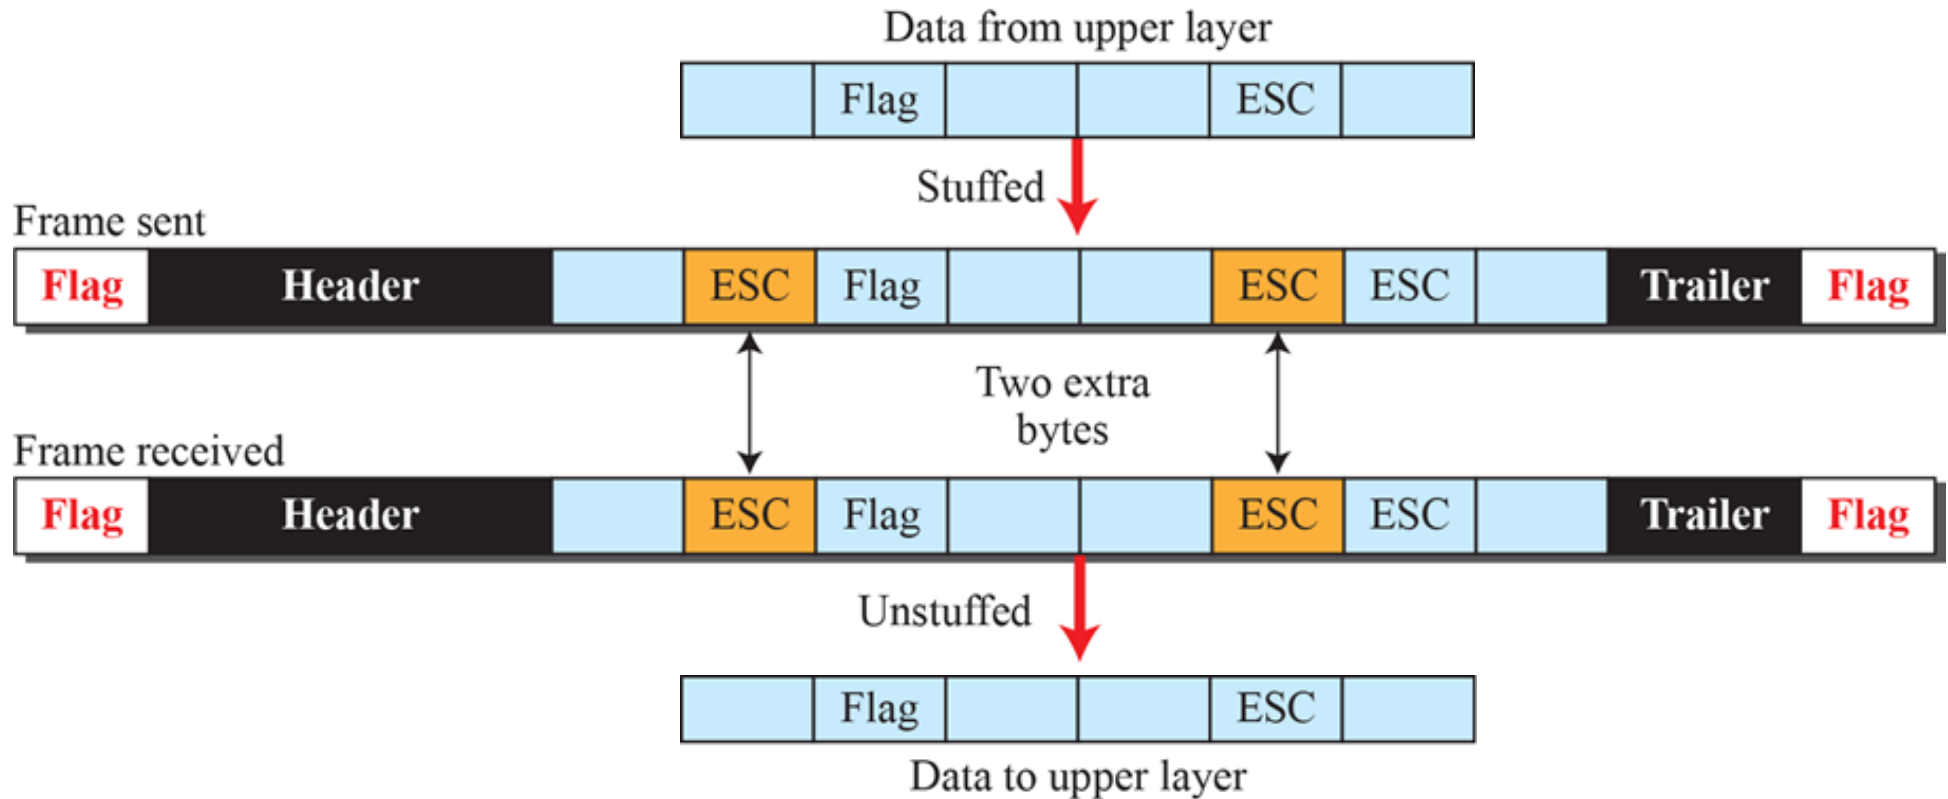 Data from upper layer
Flag ESC
Stuffed
Frame sent
Flag Header ESC Flag ESC ESC Trailer Flag
Two extra
bytes
Frame received
Flag Header ESC Flag ESC ESC Trailer Flag
Unstuffed
Flag ESC
Data to upper layer